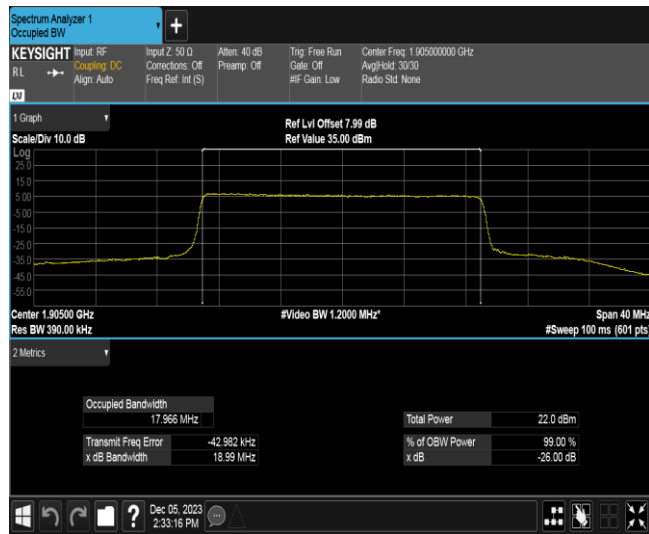 Spectrum Analyzer 1
Occupied BW
+
KEYSIGHT Input: RF Input Z: 50 Ω Atten: 40 dB Trig: Free Run Center Freq: 1.905000000 GHz
RL Coupling: DC Corrections: Off Preamp: Off Gate: Off Avg|Hold: 30/30
Align: Auto Freq Ref: Int (S) #IF Gain: Low Radio Std: None
LXI
1 Graph
Ref Lvl Offset 7.99 dB
Scale/Div 10.0 dB Ref Value 35.00 dBm
Log
25.0
15.0
5.00
-5.00
-15.0
-25.0
-35.0
-45.0
-55.0
Center 1.90500 GHz #Video BW 1.2000 MHz* Span 40 MHz
Res BW 390.00 kHz #Sweep 100 ms (601 pts)
2 Metrics
Occupied Bandwidth
17.966 MHz Total Power 22.0 dBm
Transmit Freq Error -42.982 kHz % of OBW Power 99.00 %
x dB Bandwidth 18.99 MHz x dB -26.00 dB
? Dec 05, 2023
2:33:16 PM